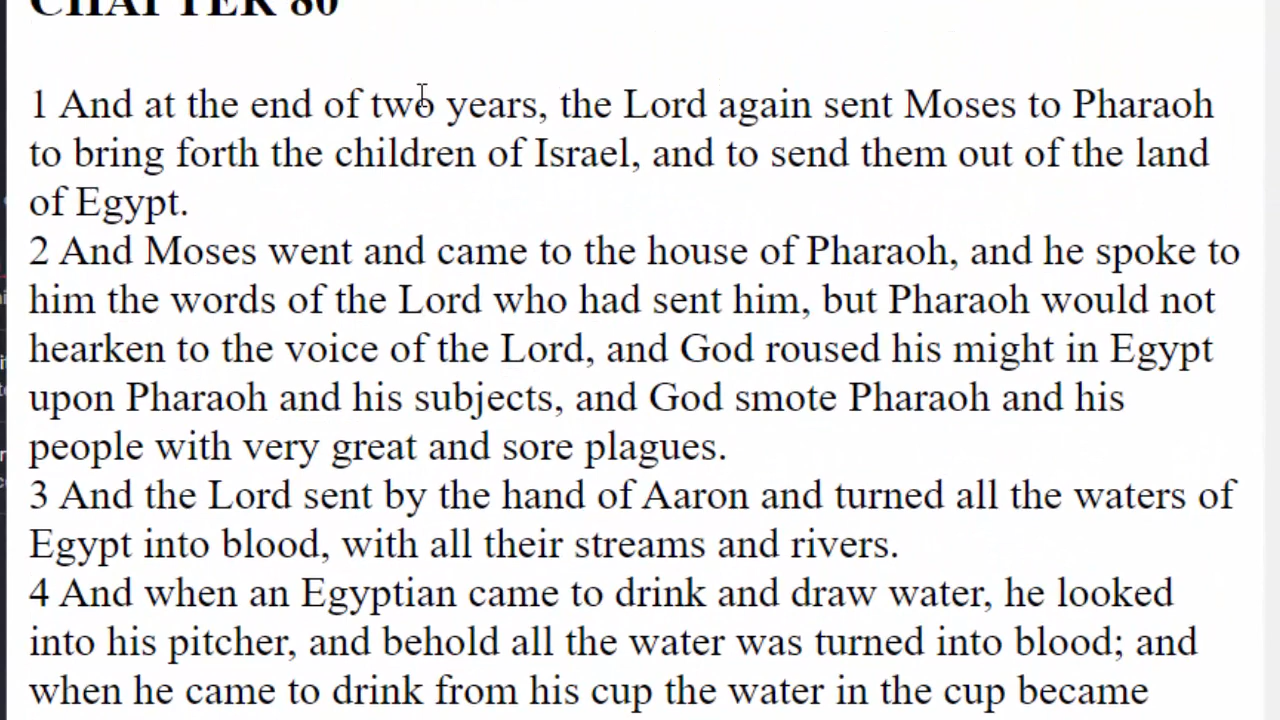 CHAPTER 80
1 And at the end of two years, the Lord again sent Moses to Pharaoh
to bring forth the children of Israel, and to send them out of the land
of Egypt.
2 And Moses went and came to the house of Pharaoh, and he spoke to
him the words of the Lord who had sent him, but Pharaoh would not
hearken to the voice of the Lord, and God roused his might in Egypt
upon Pharaoh and his subjects, and God smote Pharaoh and his
people with very great and sore plagues.
3 And the Lord sent by the hand of Aaron and turned all the waters of
Egypt into blood, with all their streams and rivers.
4 And when an Egyptian came to drink and draw water, he looked
into his pitcher, and behold all the water was turned into blood; and
when he came to drink from his cup the water in the cup became